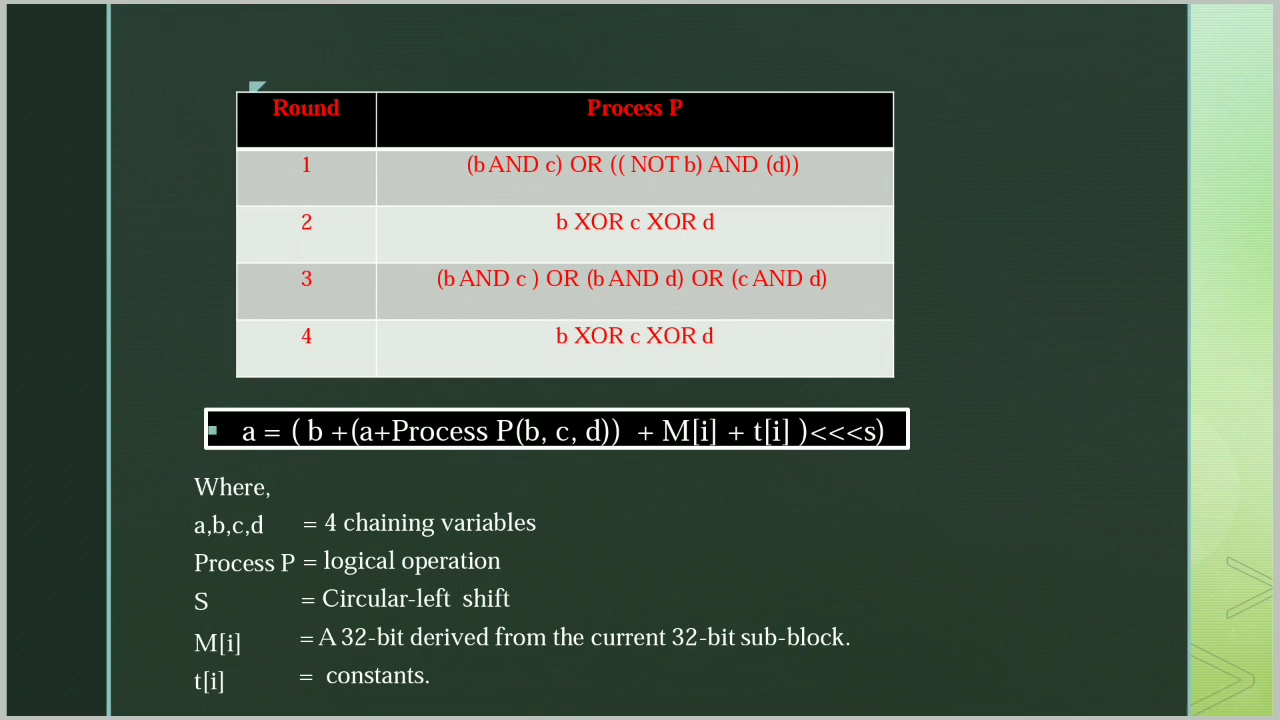 Round Process P
1 (b AND c) OR (( NOT b) AND (d))
2 b XOR c XOR d
3 (b AND c ) OR (b AND d) OR (c AND d)
4 b XOR c XOR d
a = ( b +(a+Process P(b, c, d)) + M[i] + t[i] )<<<s)
Where,
a,b,c,d = 4 chaining variables
Process P = logical operation
S = Circular-left shift
M[i] = A 32-bit derived from the current 32-bit sub-block.
t[i] = constants.